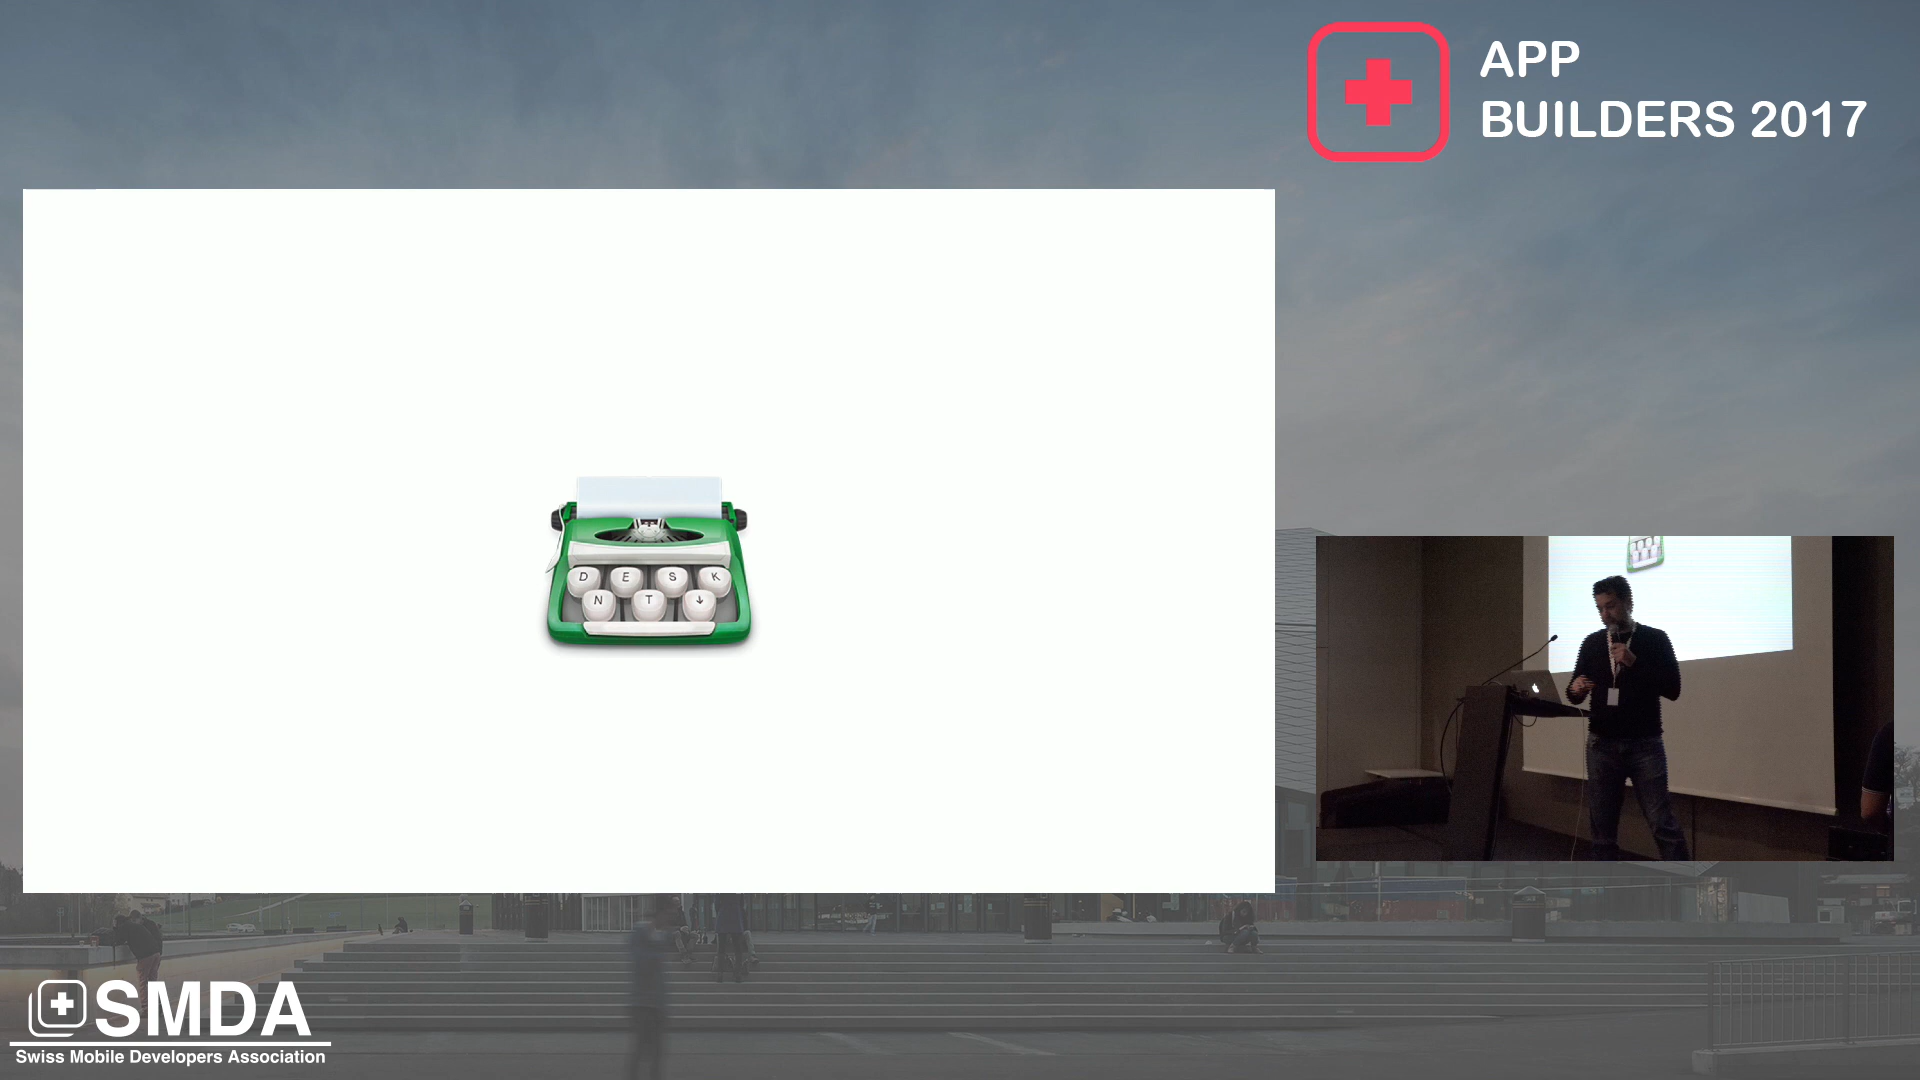 APP
BUILDERS 2017
D E S K
N T ↓
SMDA
Swiss Mobile Developers Association